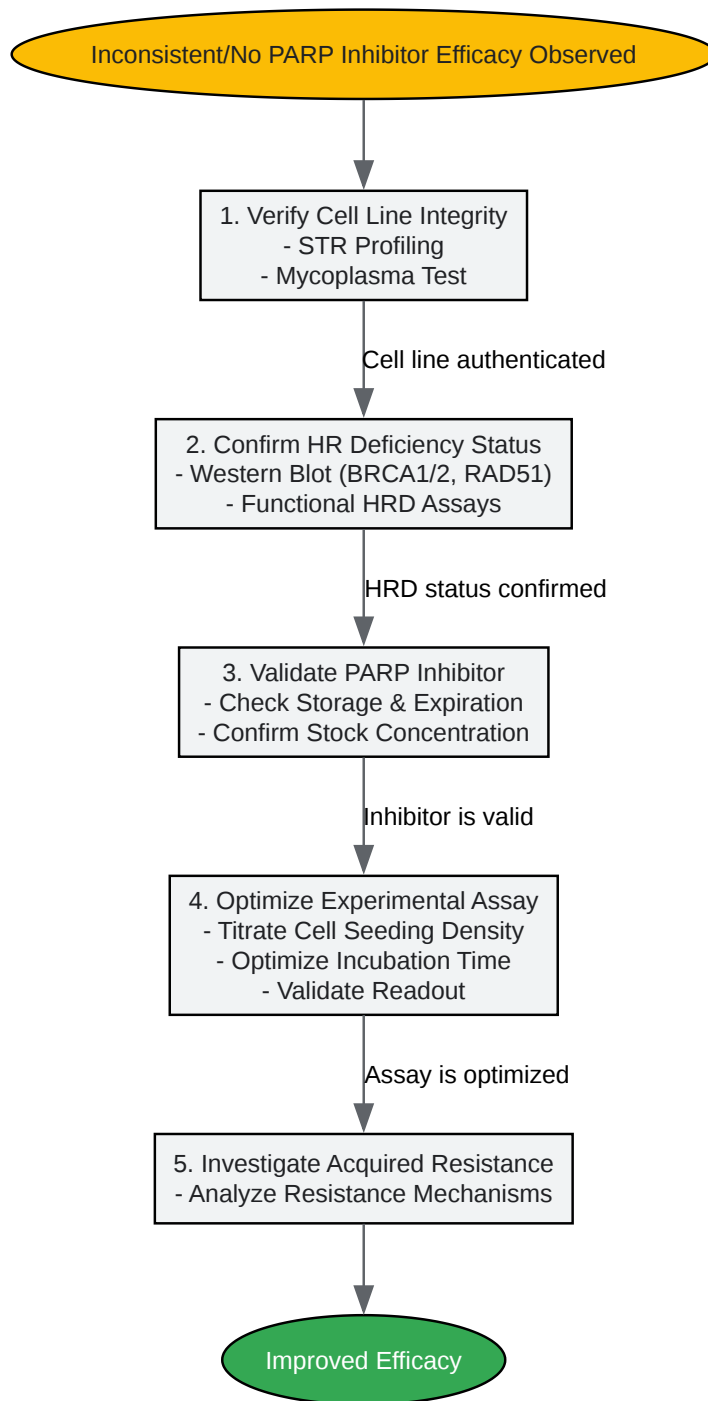 Inconsistent/No PARP Inhibitor Efficacy Observed
1. Verify Cell Line Integrity
- STR Profiling
- Mycoplasma Test
Cell line authenticated
2. Confirm HR Deficiency Status
- Western Blot (BRCA1/2, RAD51)
- Functional HRD Assays
HRD status confirmed
3. Validate PARP Inhibitor
- Check Storage & Expiration
- Confirm Stock Concentration
Inhibitor is valid
4. Optimize Experimental Assay
- Titrate Cell Seeding Density
- Optimize Incubation Time
- Validate Readout
Assay is optimized
5. Investigate Acquired Resistance
- Analyze Resistance Mechanisms
Improved Efficacy